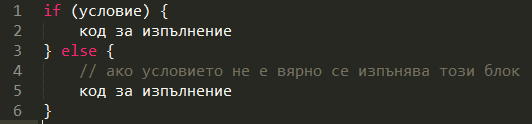 1 if (условие) {
2 код за изпълнение
3 } else {
4 // ако условието не е вярно се изпънява този блок
5 код за изпълнение
6 }